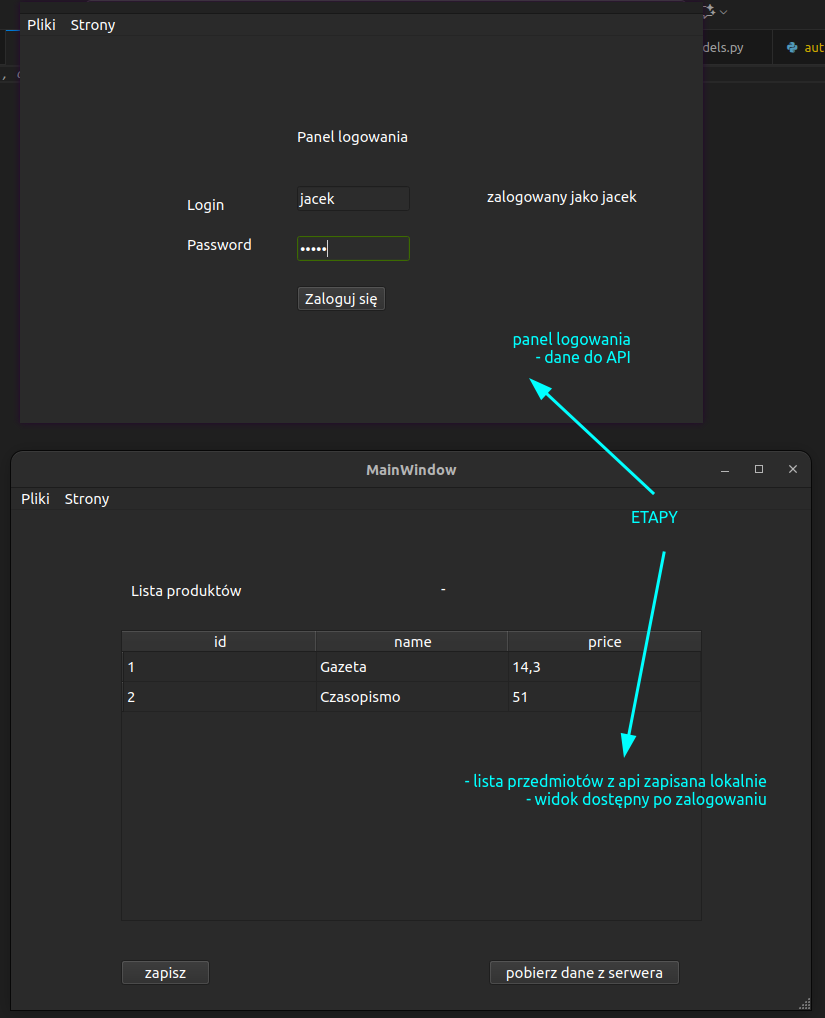 Pliki Strony
dels.py
aut
Panel logowania
Login
jacek
zalogowany jako jacek
Password
•••••
Zaloguj się
panel logowania
- dane do API
MainWindow
Pliki Strony
ETAPY
Lista produktów
-
id name price
1 Gazeta 14,3
2 Czasopismo 51
- lista przedmiotów z api zapisana lokalnie
- widok dostępny po zalogowaniu
zapisz
pobierz dane z serwera